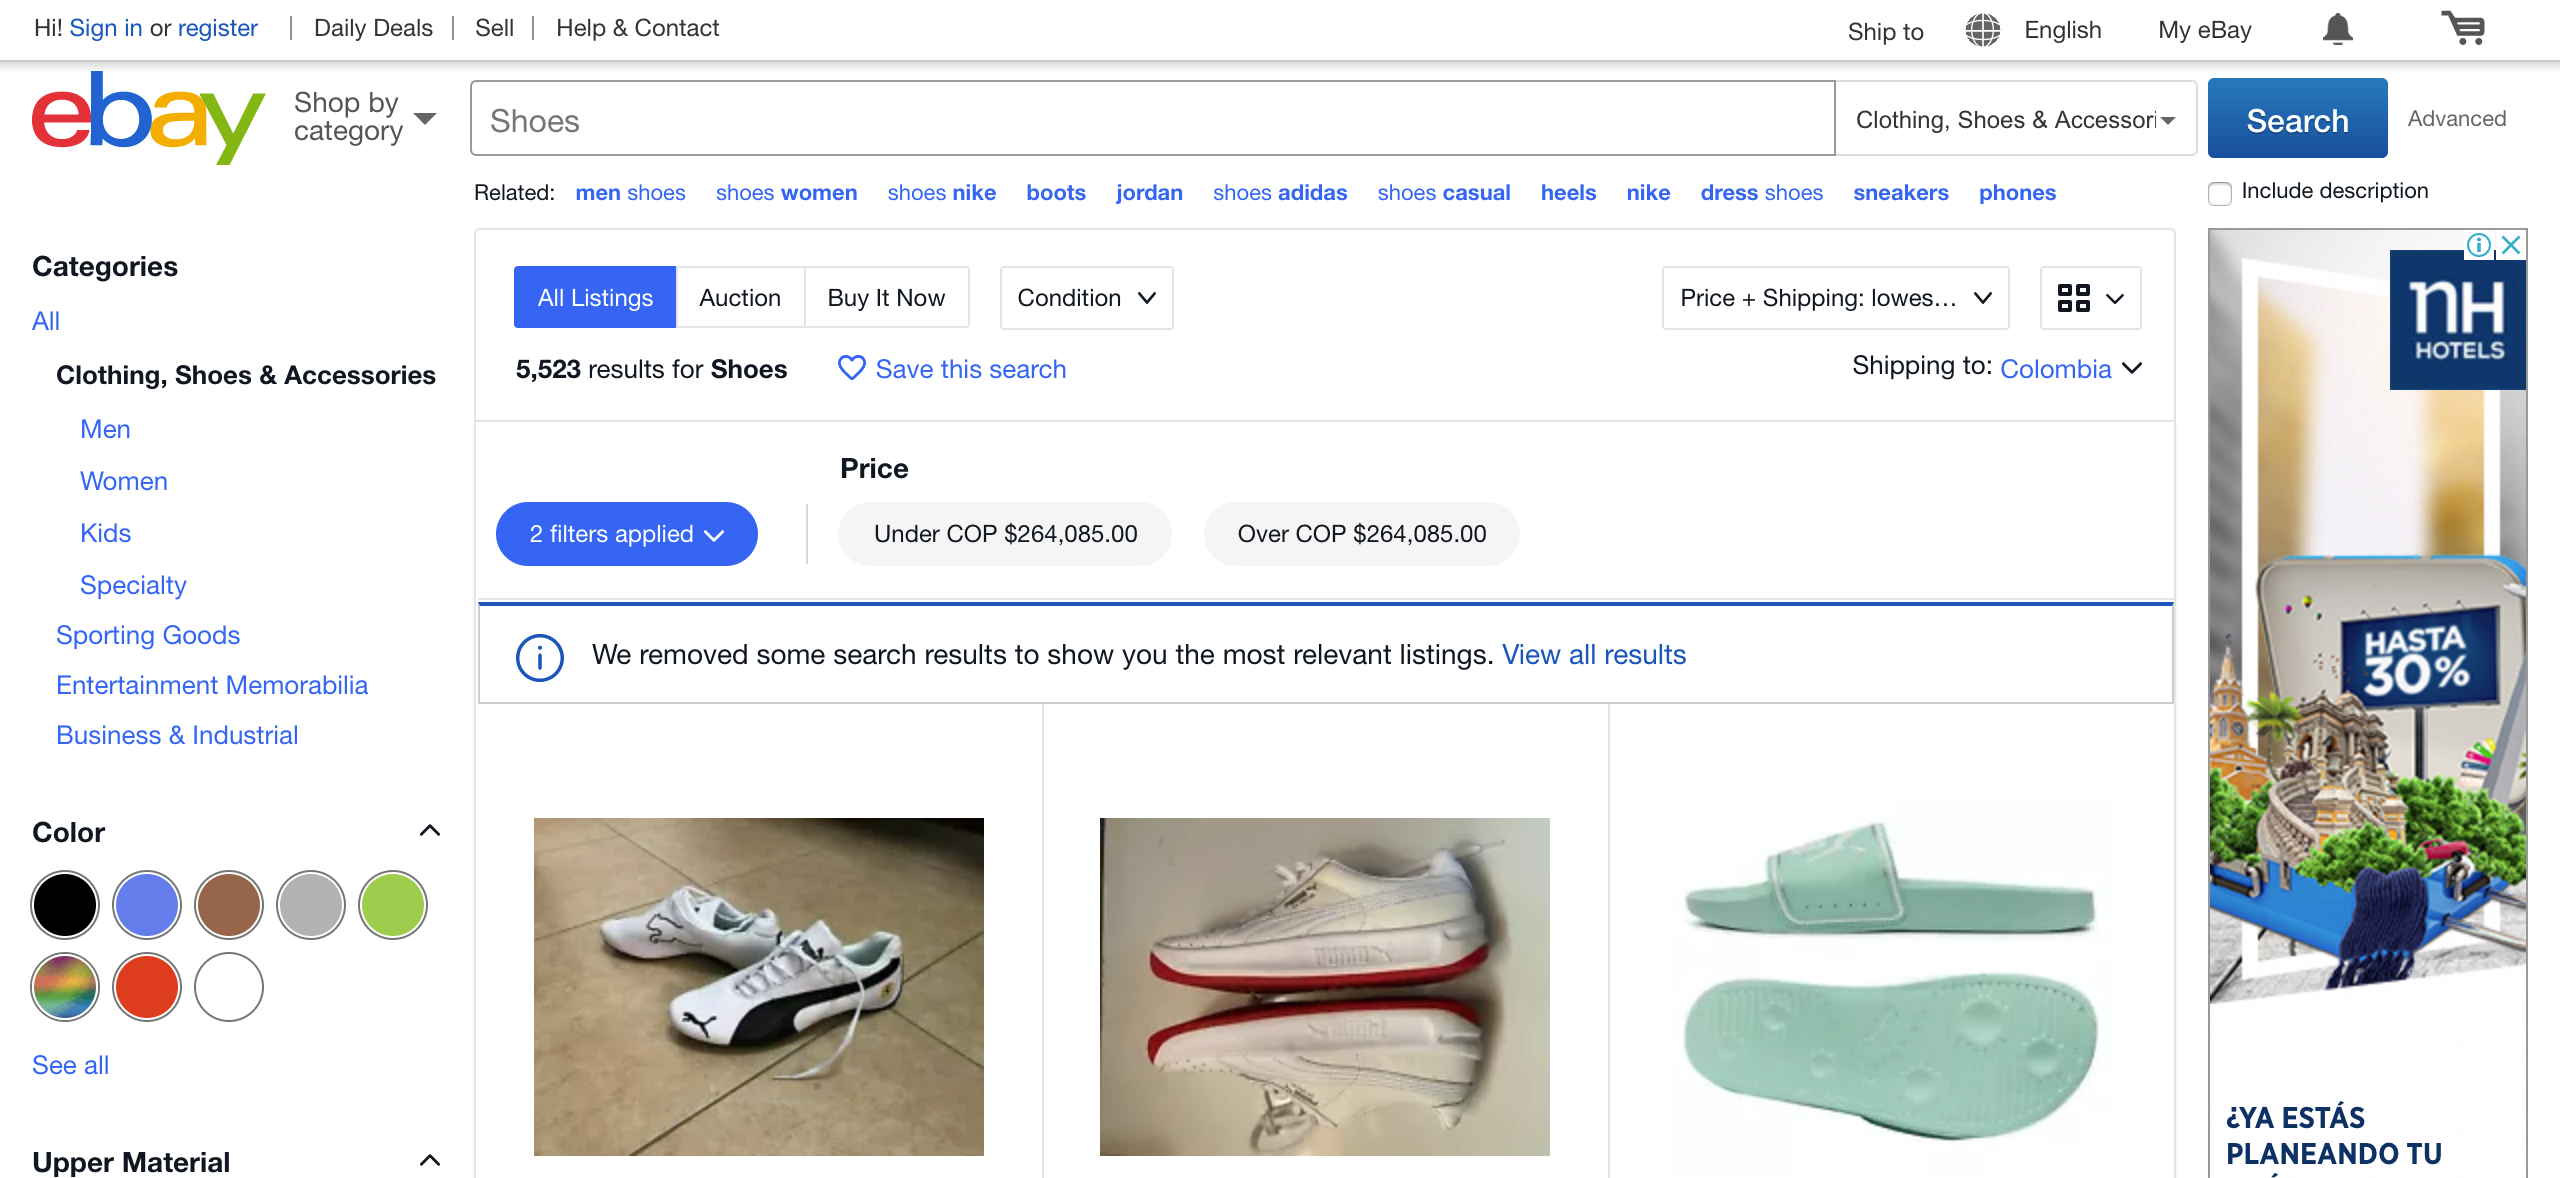 Hi! Sign in or register
Daily Deals
Sell
Help & Contact
Ship to
English
My eBay
ebay
Shop by
category
Shoes
Clothing, Shoes & Accessori
Search
Advanced
Related: men shoes shoes women shoes nike boots jordan shoes adidas shoes casual heels nike dress shoes sneakers phones
Include description
Categories
All
Clothing, Shoes & Accessories
Men
Women
Kids
Specialty
Sporting Goods
Entertainment Memorabilia
Business & Industrial
Color
See all
Upper Material
All Listings
Auction
Buy It Now
Condition
Price + Shipping: lowes...
5,523 results for Shoes
Save this search
Shipping to: Colombia
Price
2 filters applied
Under COP $264,085.00
Over COP $264,085.00
We removed some search results to show you the most relevant listings. View all results
nH
HOTELS
HASTA
30%
¿YA ESTÁS
PLANEANDO TU